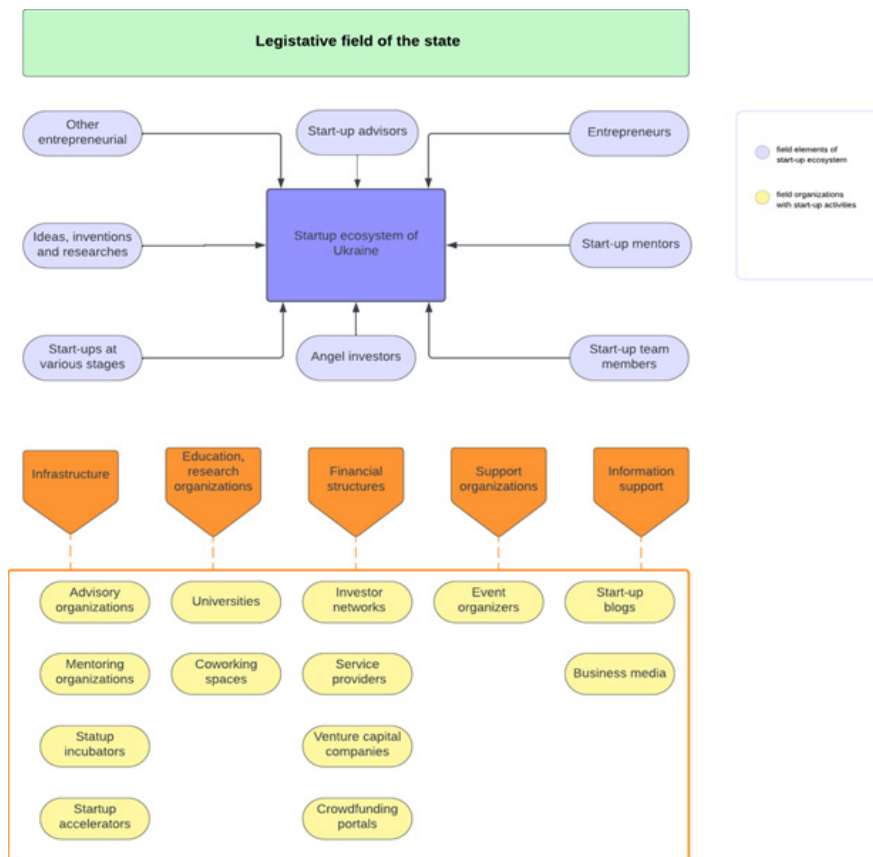 Legistative field of the state
Other
entrepreneurial
Start-up advisors
Entrepreneurs
field elements of
start-up ecosystem
field organizations
with start-up activities
Ideas, inventions
and researches
Startup ecosystem of
Ukraine
Start-up mentors
Start-ups at
various stages
Angel investors
Start-up team
members
Infrastructure
Education,
research
organizations
Financial
structures
Support
organizations
Information
support
Advisory
organizations
Universities
Investor
networks
Event
organizers
Start-up
blogs
Mentoring
organizations
Coworking
spaces
Service
providers
Business media
Statup
incubators
Venture capital
companies
Startup
accelerators
Crowdfunding
portals